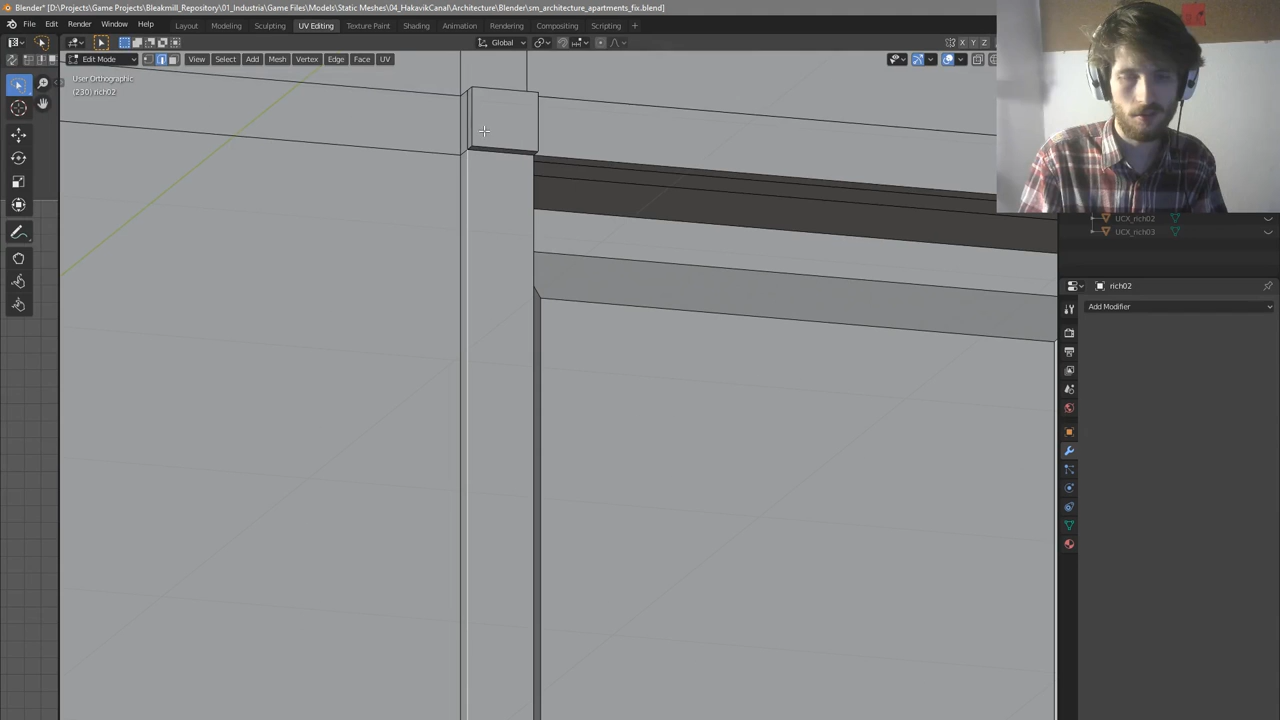 Blender* [D:\Projects\Game Projects\Bleakmill_Repository\01_Industria\Game Files\Models\Static Meshes\04_HakavikCanal\Architecture\Blender\sm_architecture_apartments_fix.blend]
File Edit Render Window Help Layout Modeling Sculpting UV Editing Texture Paint Shading Animation Rendering Compositing Scripting +
Global X Y Z
Edit Mode View Select Add Mesh Vertex Edge Face UV
User Orthographic
(230) rich02
UCX_rich02
UCX_rich03
rich02
Add Modifier